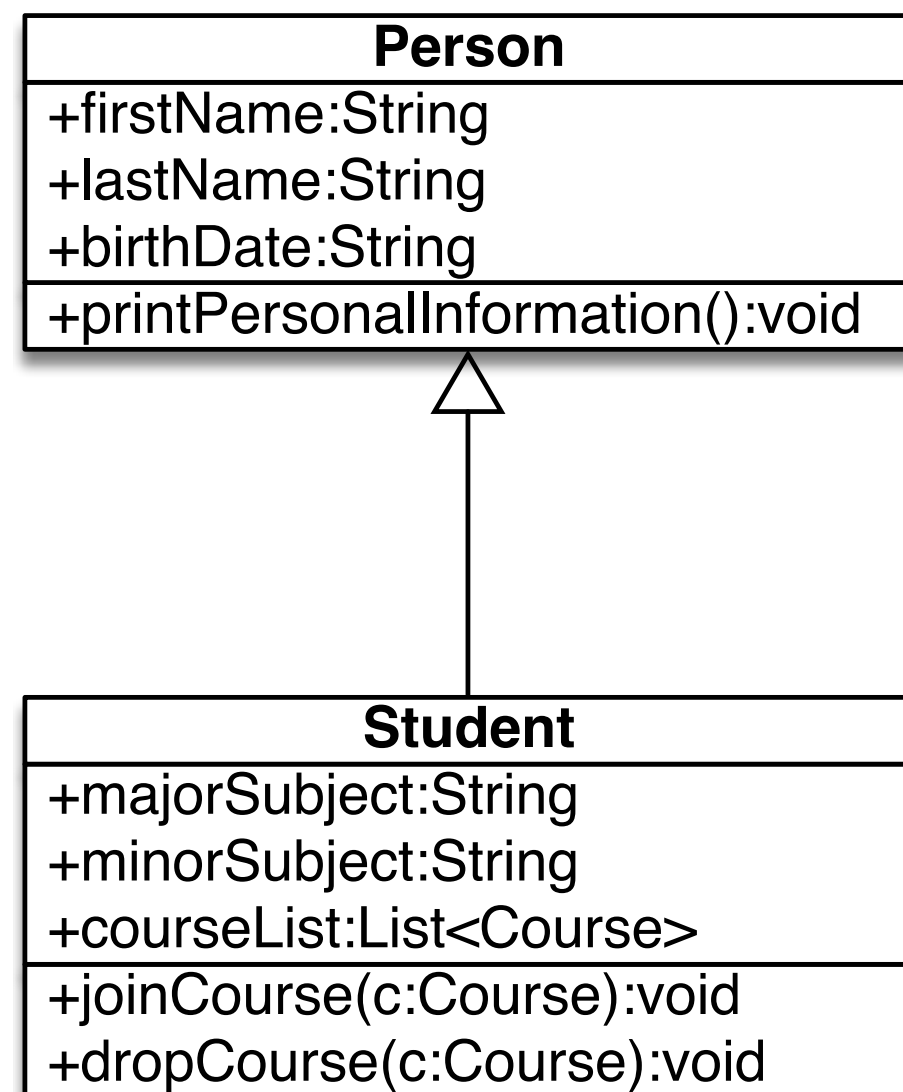 Person
+firstName:String
+lastName:String
+birthDate:String
+printPersonalInformation():void
Student
+majorSubject:String
+minorSubject:String
+courseList:List<Course>
+joinCourse(c:Course):void
+dropCourse(c:Course):void